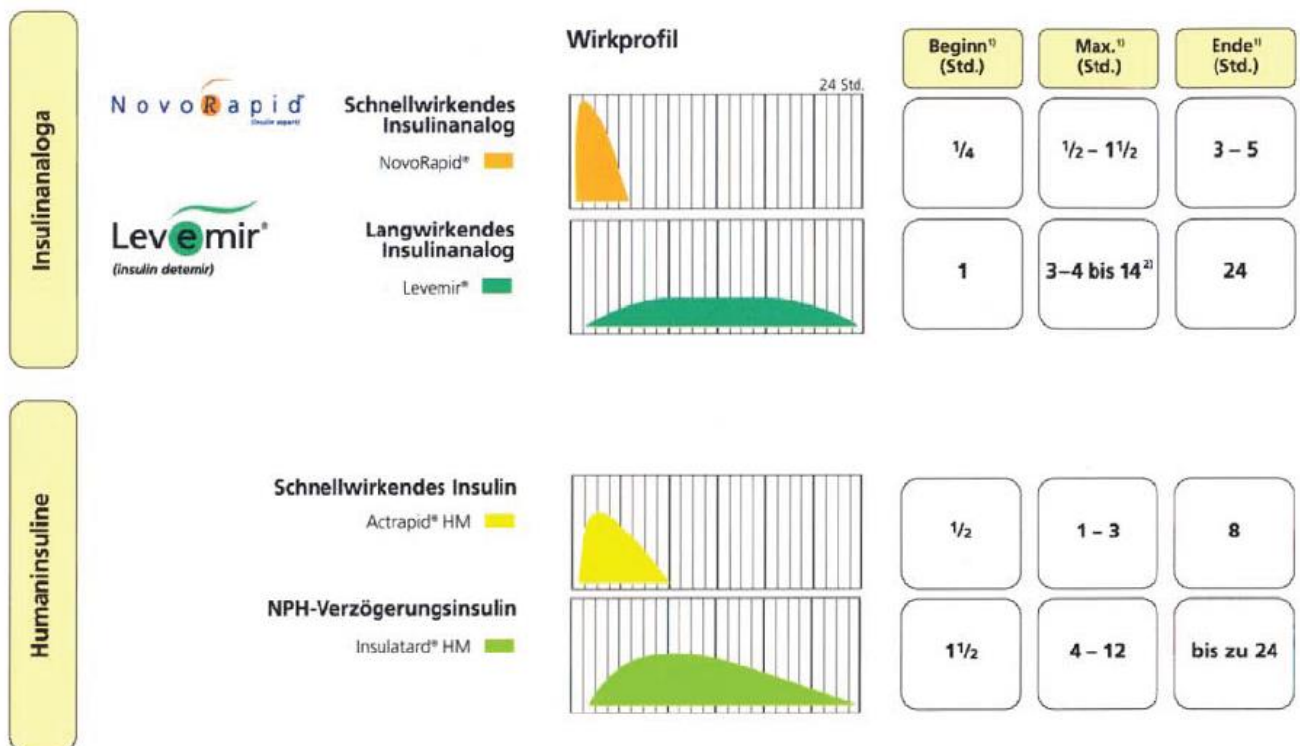 Wirkprofil
Beginn¹⁾
(Std.)
Max.¹⁾
(Std.)
Ende¹⁾
(Std.)
Insulinanaloga
24 Std.
NovoRapid®
(insulin aspart)
Schnellwirkendes
Insulinanalog
NovoRapid®
¹/₄
¹/₂ – 1¹/₂
3 – 5
Levemir®
(insulin detemir)
Langwirkendes
Insulinanalog
Levemir®
1
3–4 bis 14²⁾
24
Humaninsuline
Schnellwirkendes Insulin
Actrapid® HM
¹/₂
1 – 3
8
NPH-Verzögerungsinsulin
Insulatard® HM
1¹/₂
4 – 12
bis zu 24